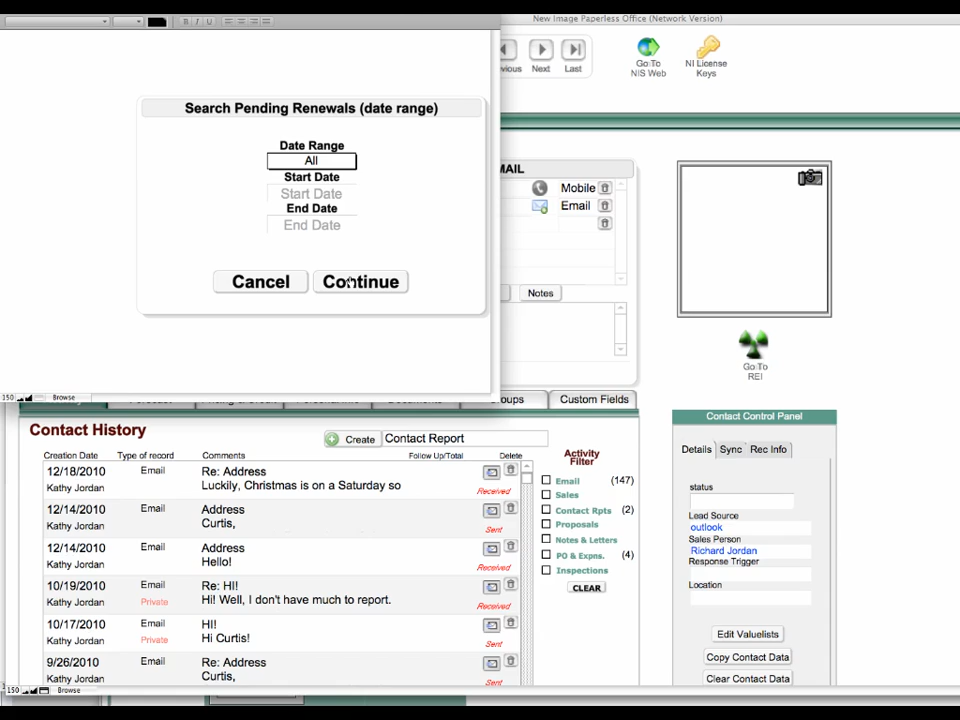 B I U
New Image Paperless Office (Network Version)
Next
Last
Go To
NIS Web
NI License
Keys
Search Pending Renewals (date range)
Date Range
All
Start Date
Start Date
End Date
End Date
Cancel
Continue
Mobile
Email
Notes
Go To
REI
150
Browse
Custom Fields
Contact History
Create
Contact Report
Creation Date
Type of record
Comments
Follow Up/Total
Delete
12/18/2010
Email
Re: Address
Kathy Jordan
Luckily, Christmas is on a Saturday so
Received
12/14/2010
Email
Address
Kathy Jordan
Curtis,
Sent
12/14/2010
Email
Address
Kathy Jordan
Hello!
Received
10/19/2010
Email
Re: HI!
Kathy Jordan
Private
Hi! Well, I don't have much to report.
Received
10/17/2010
Email
HI!
Kathy Jordan
Private
Hi Curtis!
Sent
9/26/2010
Email
Re: Address
Kathy Jordan
Curtis,
Sent
Activity
Filter
Email (147)
Sales
Contact Rpts (2)
Proposals
Notes & Letters
PO & Expns. (4)
Inspections
CLEAR
Contact Control Panel
Details
Sync
Rec Info
status
Lead Source
outlook
Sales Person
Richard Jordan
Response Trigger
Location
Edit Valuelists
Copy Contact Data
Clear Contact Data
150
Browse